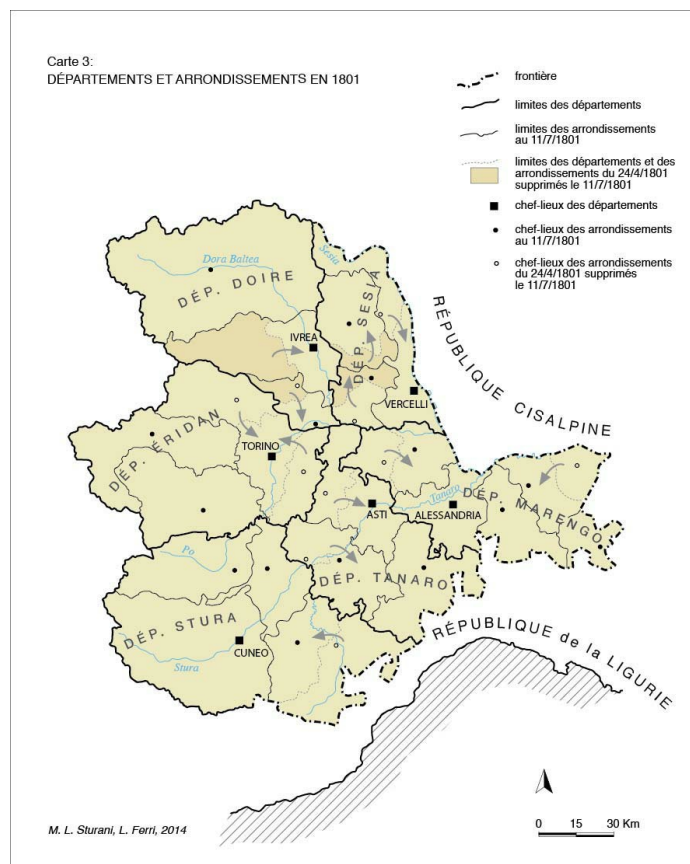 Carte 3:
DÉPARTEMENTS ET ARRONDISSEMENTS EN 1801
frontière
limites des départements
limites des arrondissements
au 11/7/1801
limites des départements et des
arrondissements du 24/4/1801
supprimés le 11/7/1801
chef-lieux des départements
chef-lieux des arrondissements
au 11/7/1801
chef-lieux des arrondissements
du 24/4/1801 supprimés
le 11/7/1801
Dora Baltea
Sesia
DÉP. DOIRE
DÉP. SESIA
IVREA
RÉPUBLIQUE CISALPINE
VERCELLI
DÉP. ÉRIDAN
TORINO
Tanaro
DÉP. MARENGO
ASTI
ALESSANDRIA
Po
DÉP. TANARO
DÉP. STURA
CUNEO
Stura
RÉPUBLIQUE de la LIGURIE
M. L. Sturani, L. Ferri, 2014
0 15 30 Km